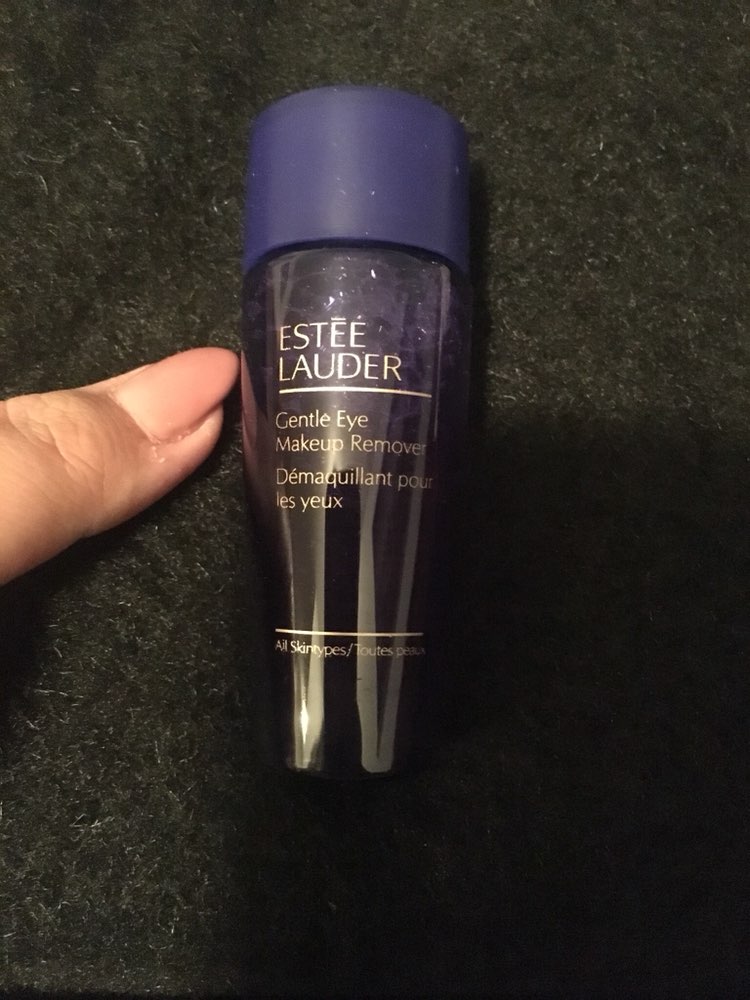 ESTĒE
LAUDER
Gentle Eye
Makeup Remover
Démaquillant pour
les yeux
All Skintypes/Toutes peaux